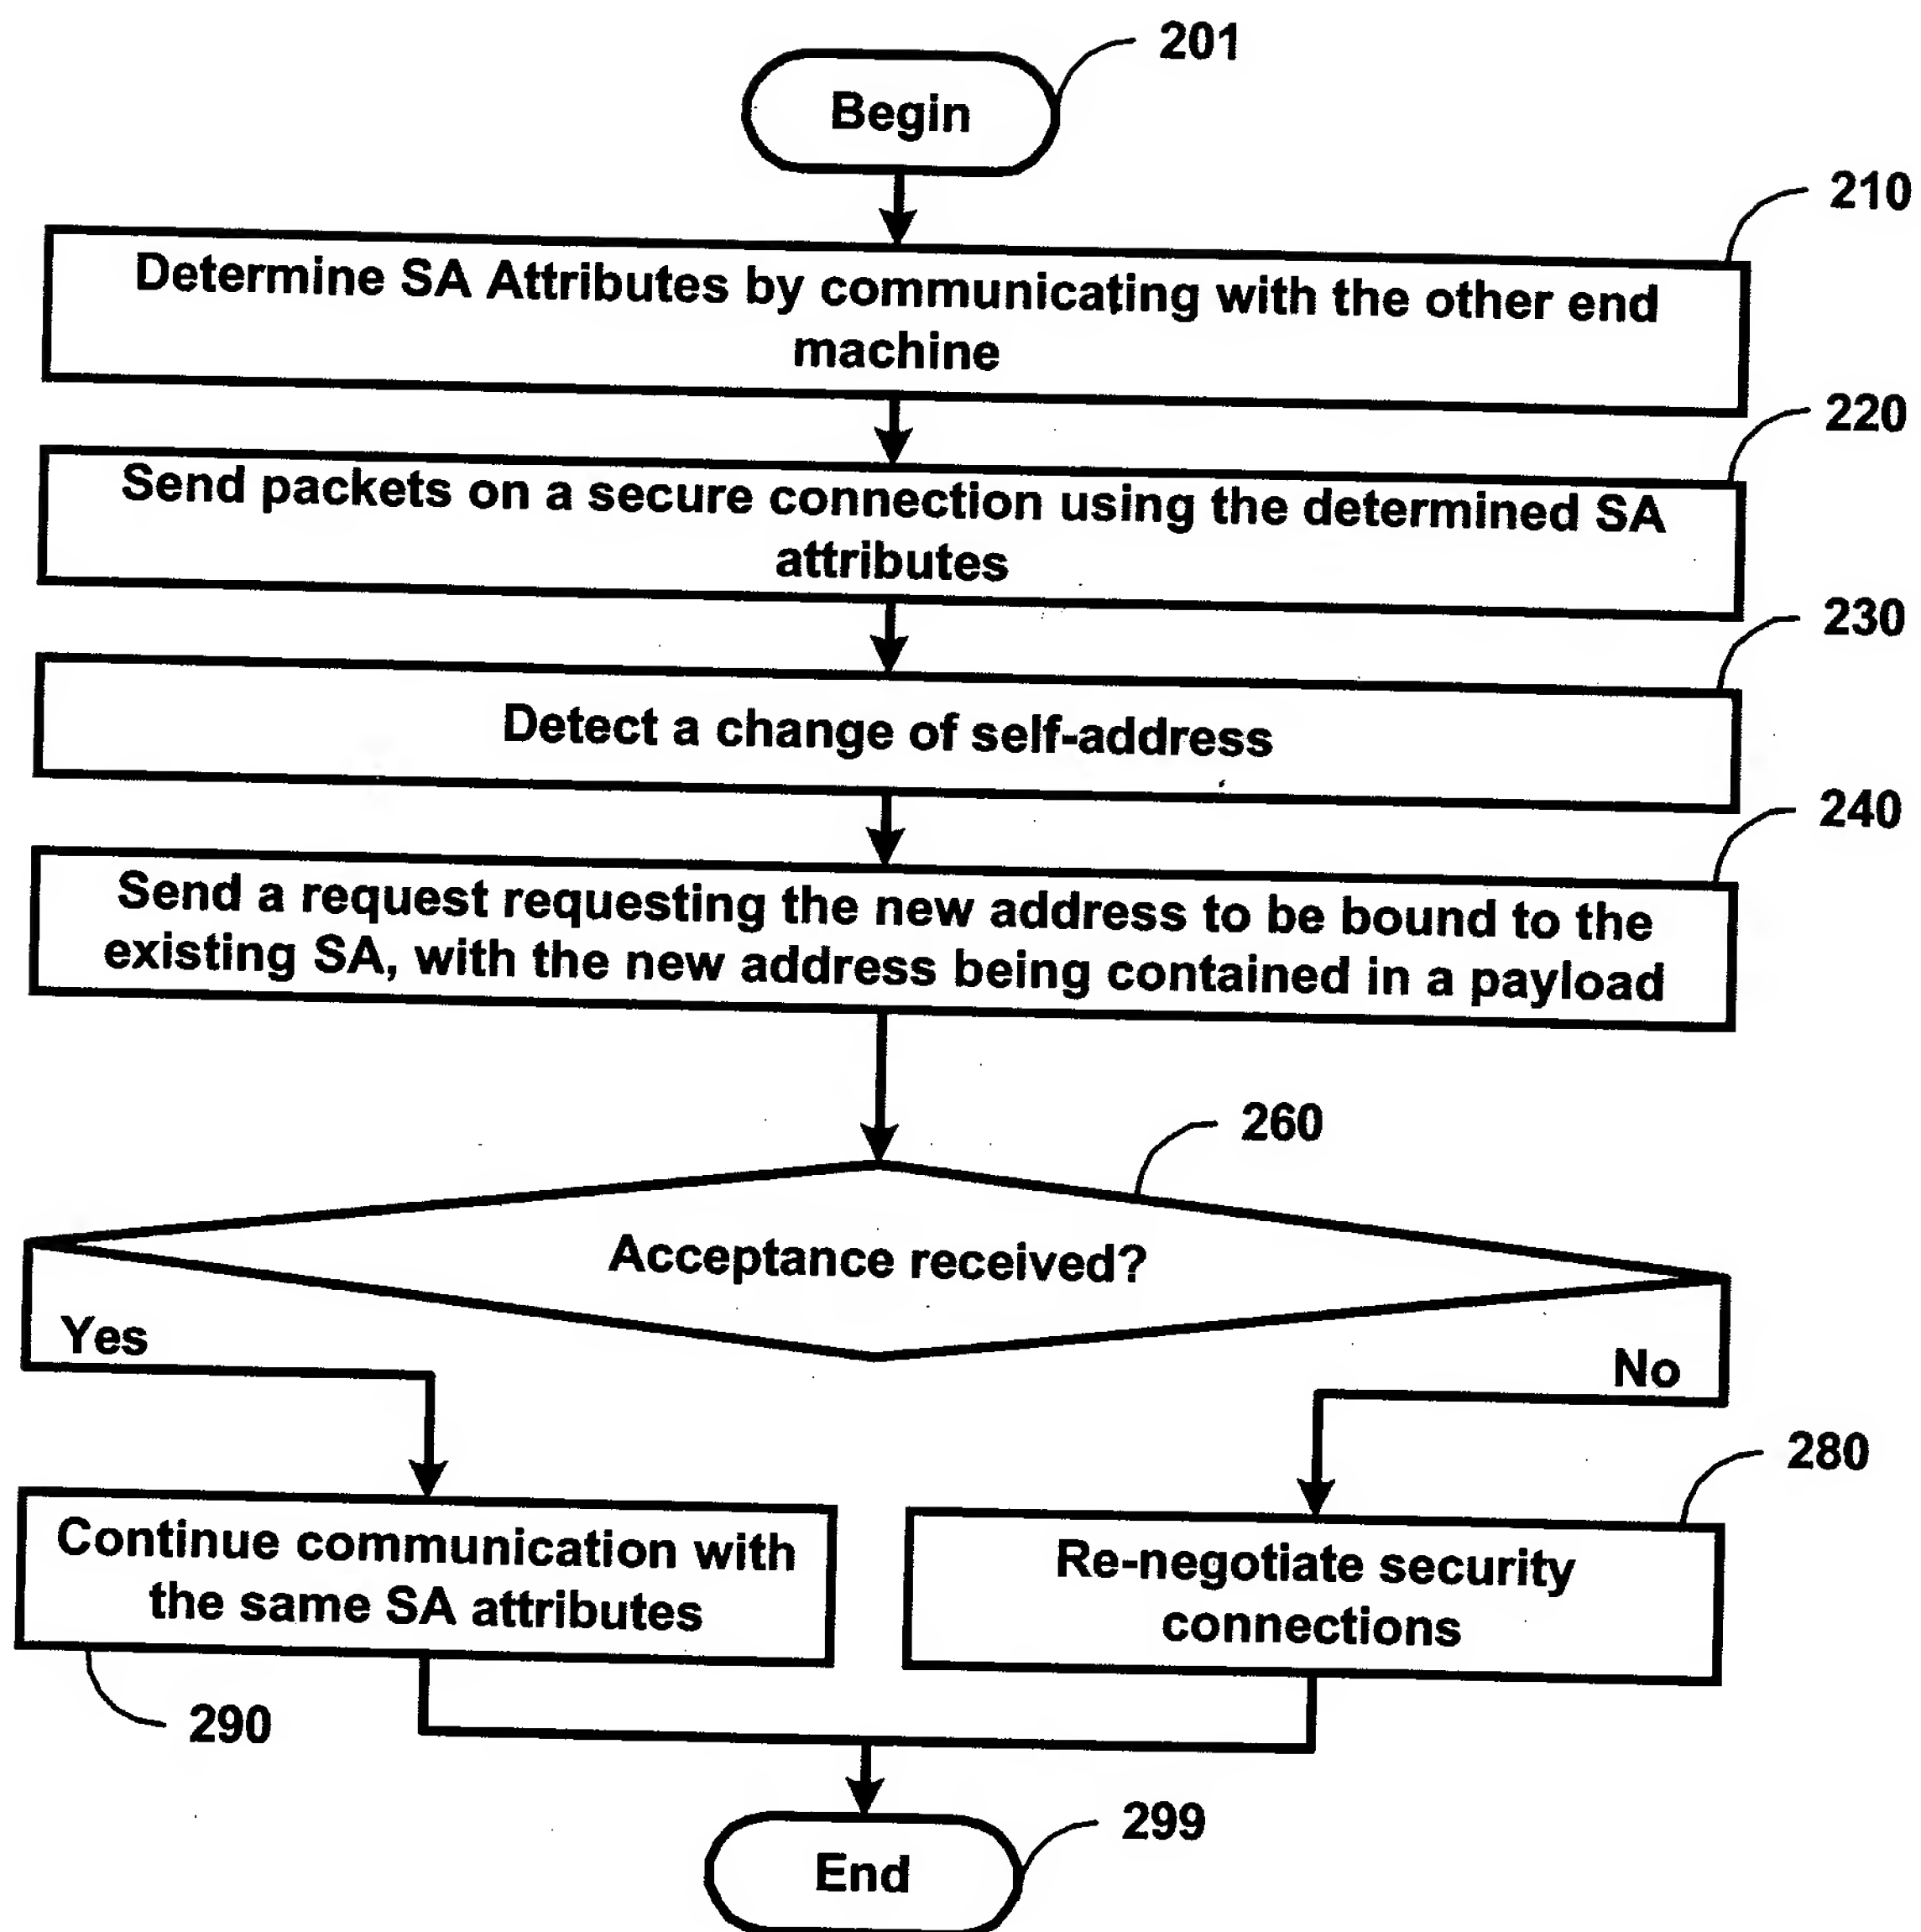 201
Begin
210
Determine SA Attributes by communicating with the other end
machine
220
Send packets on a secure connection using the determined SA
attributes
230
Detect a change of self-address
240
Send a request requesting the new address to be bound to the
existing SA, with the new address being contained in a payload
260
Acceptance received?
Yes
No
280
Continue communication with
the same SA attributes
Re-negotiate security
connections
290
299
End